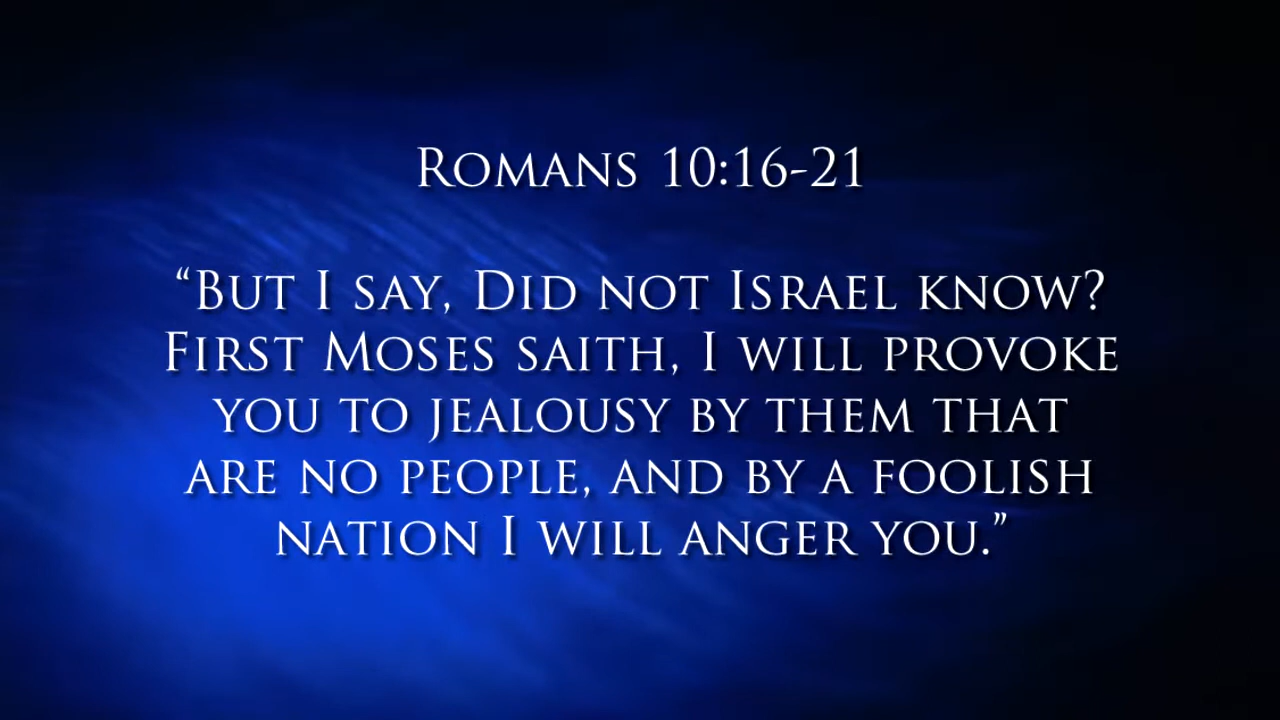 Romans 10:16-21
“But I say, Did not Israel know?
First Moses saith, I will provoke
you to jealousy by them that
are no people, and by a foolish
nation I will anger you.”